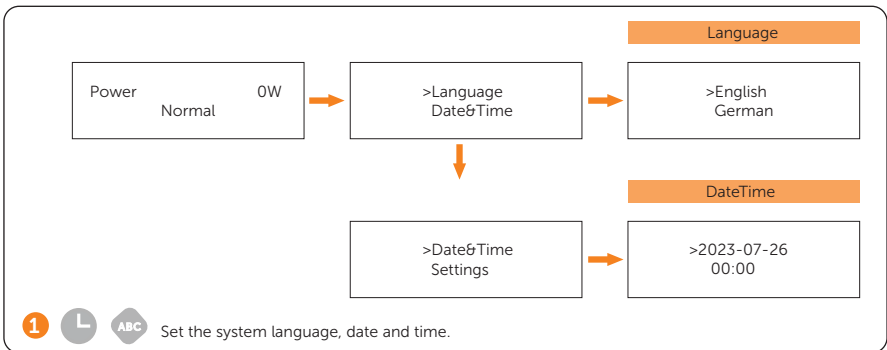 Language
Power 0W
Normal
>Language
Date&Time
>English
German
DateTime
>Date&Time
Settings
>2023-07-26
00:00
1 ABC Set the system language, date and time.